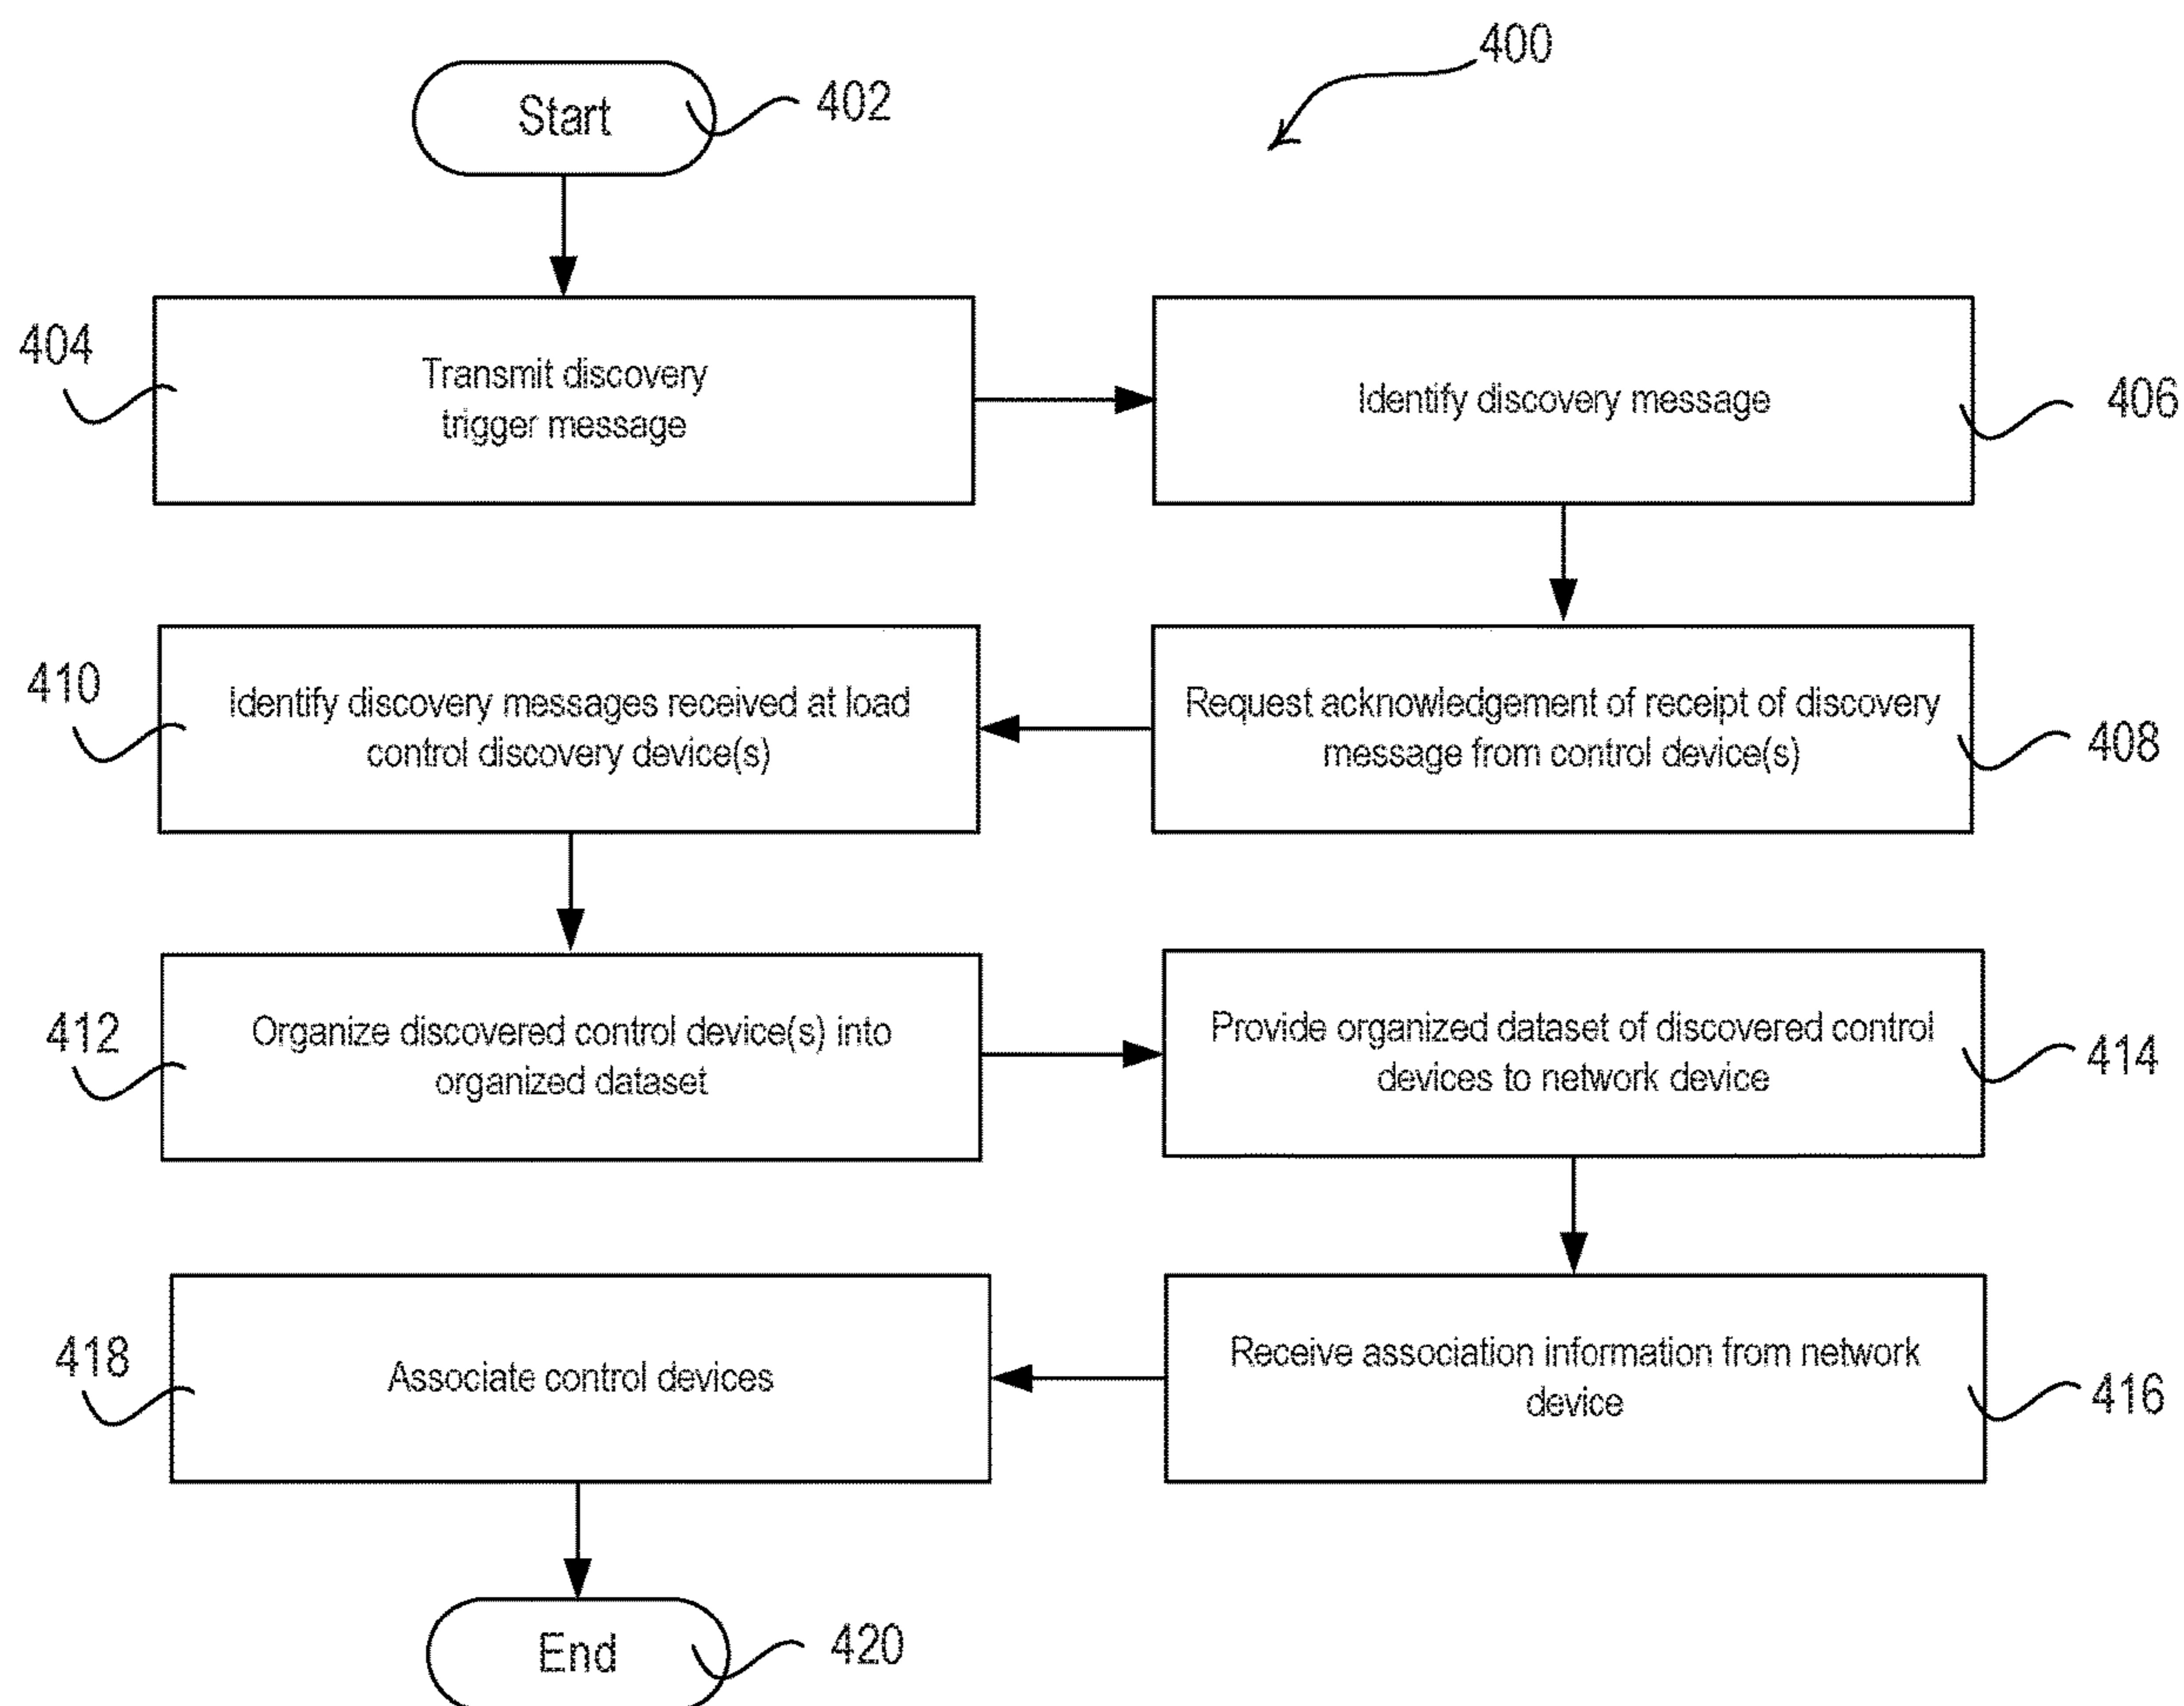 400
Start
402
404
Transmit discovery
trigger message
Identify discovery message
406
410
Identify discovery messages received at load
control discovery device(s)
Request acknowledgement of receipt of discovery
message from control device(s)
408
412
Organize discovered control device(s) into
organized dataset
Provide organized dataset of discovered control
devices to network device
414
418
Associate control devices
Receive association information from network
device
416
End
420